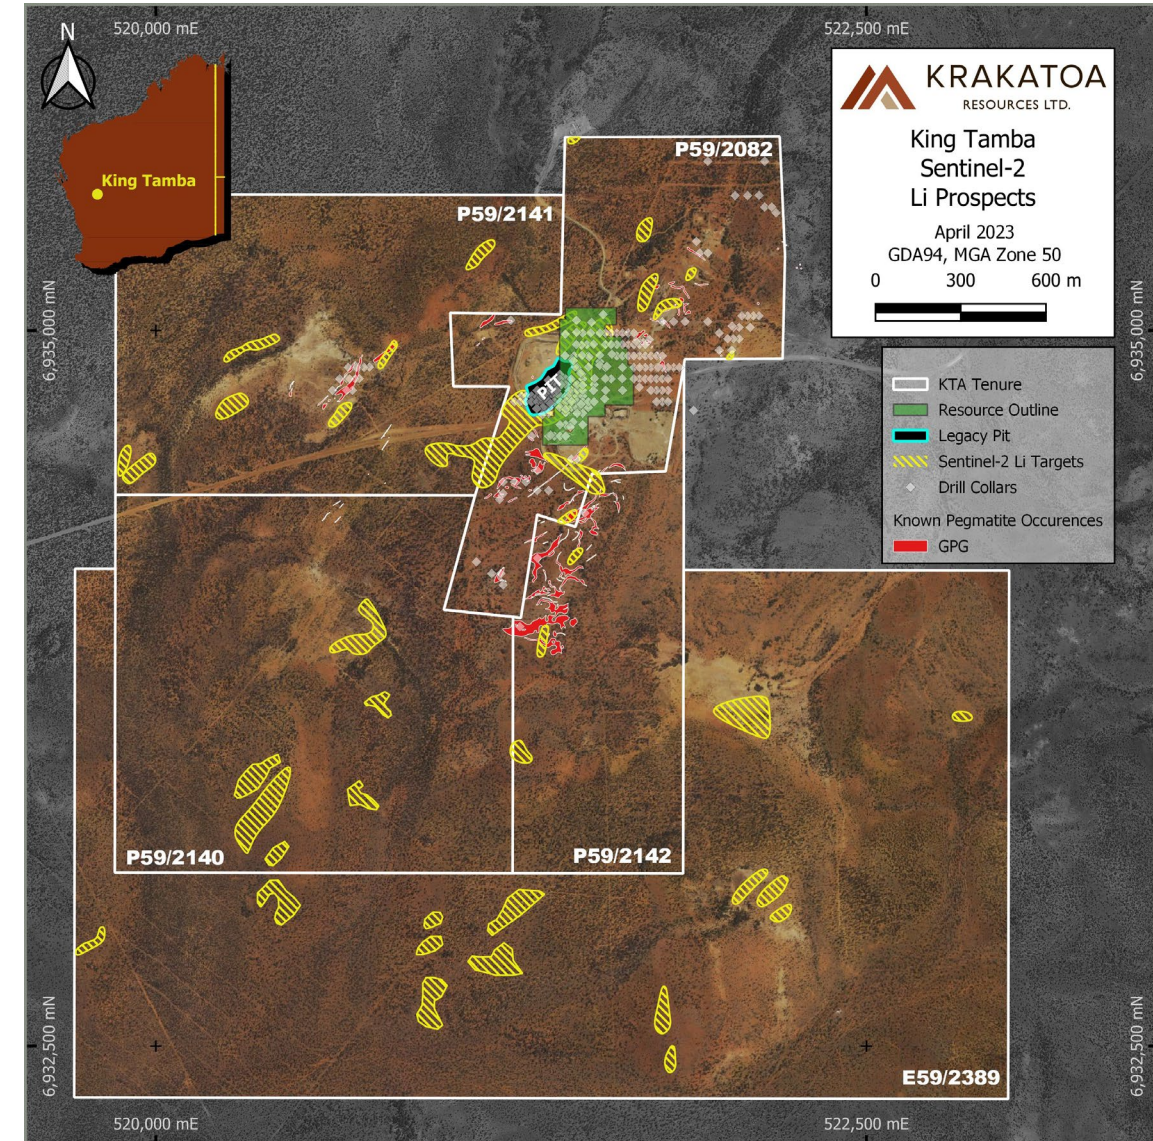 N
520,000 mE
522,500 mE
KRAKATOA
RESOURCES LTD.
King Tamba
Sentinel-2
Li Prospects
April 2023
GDA94, MGA Zone 50
0 300 600 m
King Tamba
P59/2082
P59/2141
6,935,000 mN
6,935,000 mN
PIT
KTA Tenure
Resource Outline
Legacy Pit
Sentinel-2 Li Targets
Drill Collars
Known Pegmatite Occurences
GPG
P59/2140
P59/2142
6,932,500 mN
6,932,500 mN
E59/2389
520,000 mE
522,500 mE